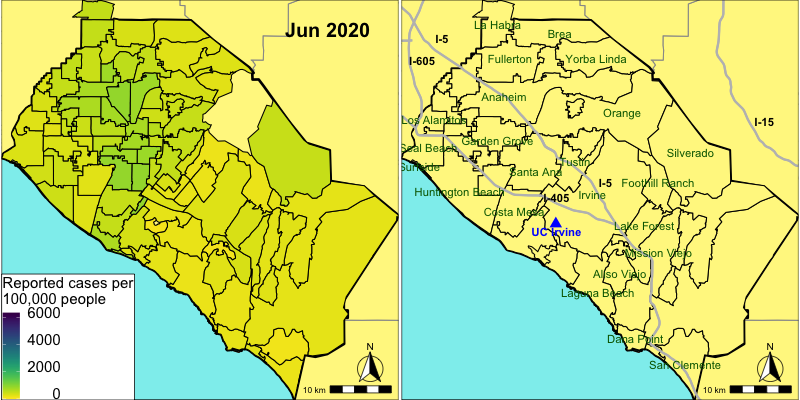 Jun 2020
Reported cases per
100,000 people
6000
4000
2000
0
N
10 km
La Habra
Brea
I-5
I-605
Fullerton
Yorba Linda
Anaheim
Orange
Los Alamitos
I-15
Seal Beach
Garden Grove
Silverado
Sunside
Tustin
Santa Ana
I-5
Foothill Ranch
Huntington Beach
I-405
Irvine
Costa Mesa
UC Irvine
Lake Forest
Mission Viejo
Aliso Viejo
Laguna Beach
Dana Point
San Clemente
N
10 km